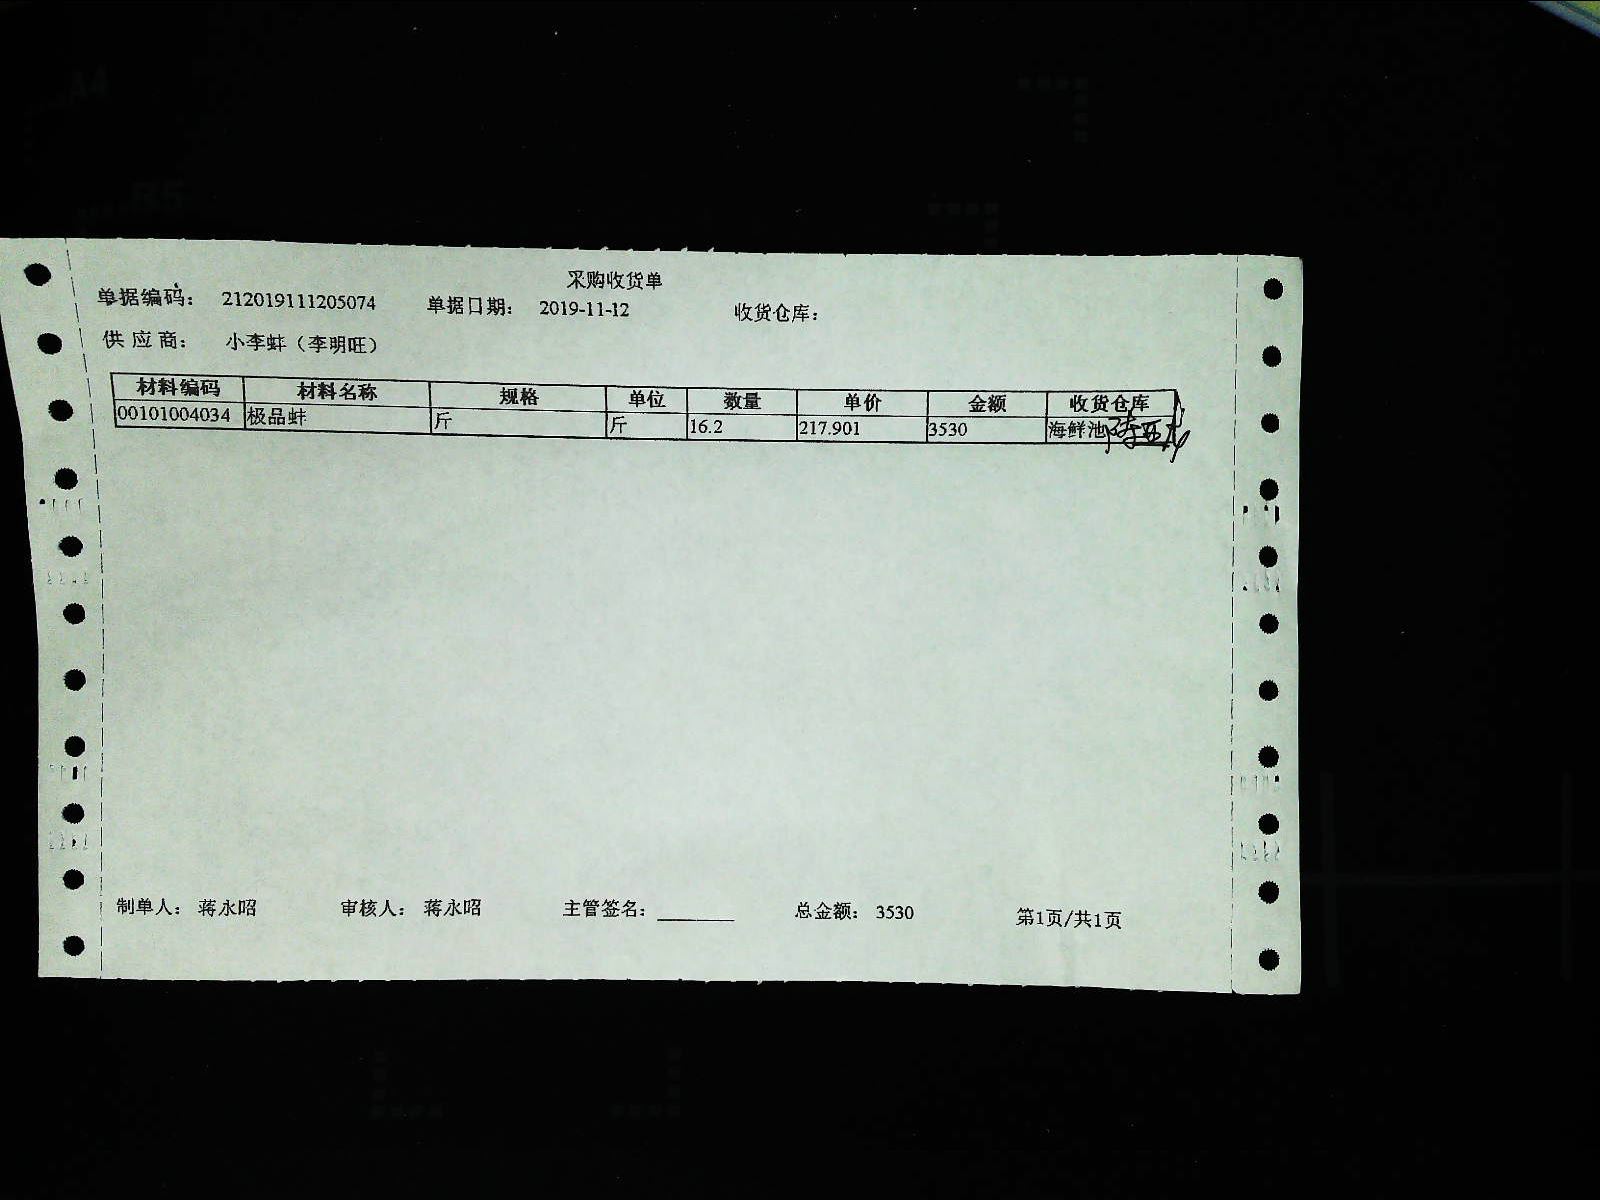 采购收货单
单据编码： 212019111205074 单据日期： 2019-11-12 收货仓库：
供 应 商： 小李蚌（李明旺）
材料编码 材料名称 规格 单位 数量 单价 金额 收货仓库
00101004034 极品蚌 斤 斤 16.2 217.901 3530 海鲜池
制单人： 蒋永昭 审核人： 蒋永昭 主管签名： 总金额： 3530 第1页/共1页